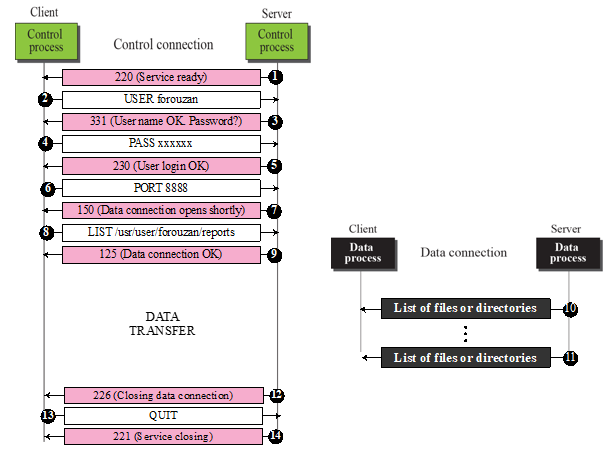 Client
Server
Control
process
Control connection
Control
process
220 (Service ready)
1
2
USER forouzan
331 (User name OK. Password?)
3
4
PASS xxxxxx
230 (User login OK)
5
6
PORT 8888
150 (Data connection opens shortly)
7
8
LIST /usr/user/forouzan/reports
125 (Data connection OK)
9
DATA
TRANSFER
226 (Closing data connection)
12
13
QUIT
221 (Service closing)
14
Client
Server
Data
process
Data connection
Data
process
List of files or directories
10
List of files or directories
11